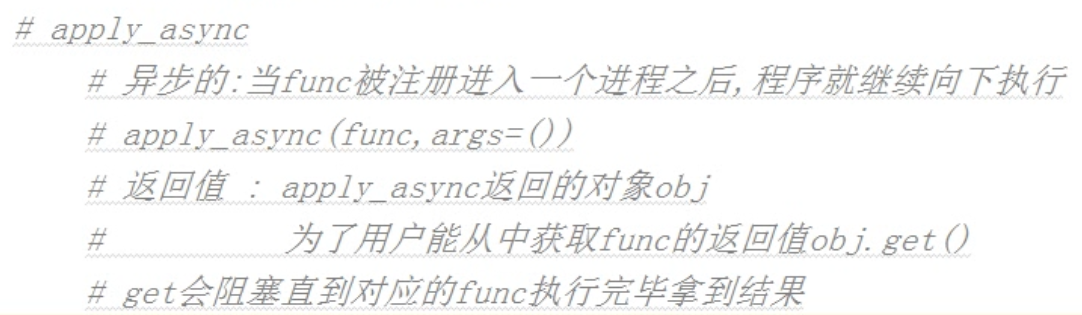 # apply_async
# 异步的:当func被注册进入一个进程之后,程序就继续向下执行
# apply_async(func,args=())
# 返回值 : apply_async返回的对象obj
#          为了用户能从中获取func的返回值obj.get()
# get会阻塞直到对应的func执行完毕拿到结果